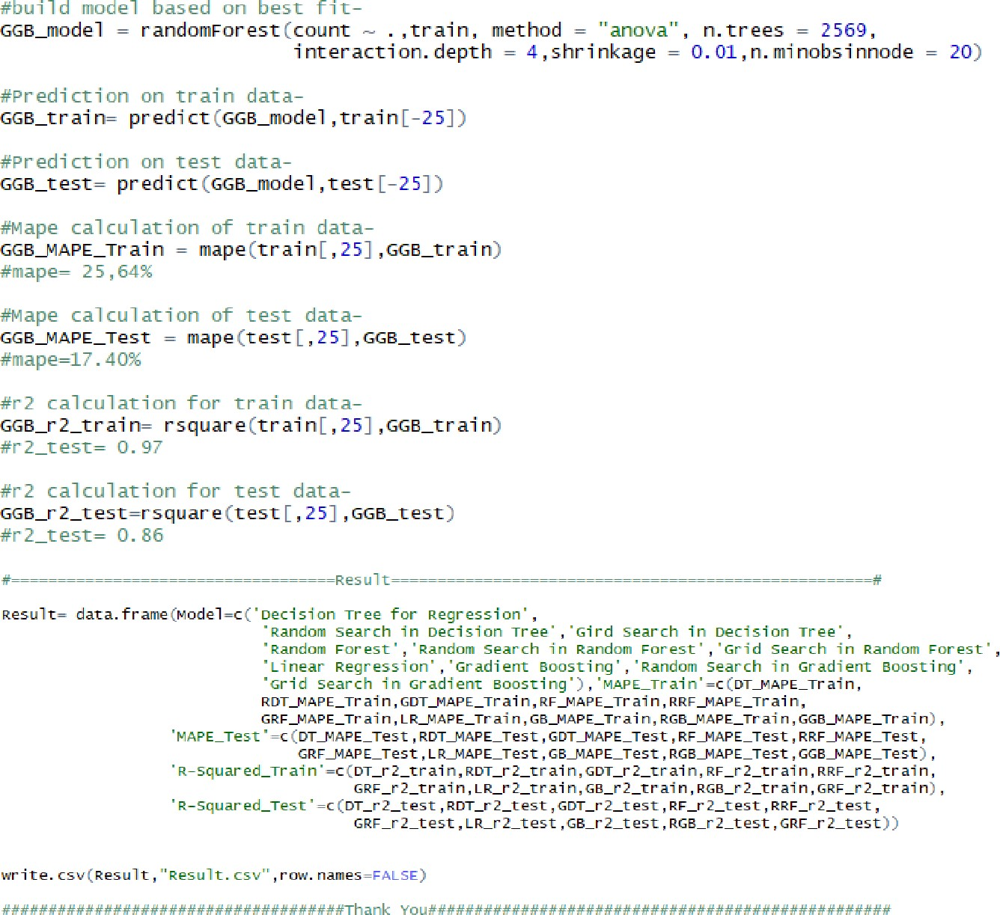 #build model based on best fit-
GGB_model = randomForest(count ~ .,train, method = "anova", n.trees = 2569,
interaction.depth = 4,shrinkage = 0.01,n.minobsinnode = 20)
#Prediction on train data-
GGB_train= predict(GGB_model,train[-25])
#Prediction on test data-
GGB_test= predict(GGB_model,test[-25])
#Mape calculation of train data-
GGB_MAPE_Train = mape(train[,25],GGB_train)
#mape= 25,64%
#Mape calculation of test data-
GGB_MAPE_Test = mape(test[,25],GGB_test)
#mape=17.40%
#r2 calculation for train data-
GGB_r2_train= rsquare(train[,25],GGB_train)
#r2_test= 0.97
#r2 calculation for test data-
GGB_r2_test=rsquare(test[,25],GGB_test)
#r2_test= 0.86
#===================================Result====================================================#
Result= data.frame(Model=c('Decision Tree for Regression',
'Random Search in Decision Tree','Gird Search in Decision Tree',
'Random Forest','Random Search in Random Forest','Grid Search in Random Forest',
'Linear Regression','Gradient Boosting','Random Search in Gradient Boosting',
'Grid Search in Gradient Boosting'),'MAPE_Train'=c(DT_MAPE_Train,
RDT_MAPE_Train,GDT_MAPE_Train,RF_MAPE_Train,RRF_MAPE_Train,
GRF_MAPE_Train,LR_MAPE_Train,GB_MAPE_Train,RGB_MAPE_Train,GGB_MAPE_Train),
'MAPE_Test'=c(DT_MAPE_Test,RDT_MAPE_Test,GDT_MAPE_Test,RF_MAPE_Test,RRF_MAPE_Test,
GRF_MAPE_Test,LR_MAPE_Test,GB_MAPE_Test,RGB_MAPE_Test,GGB_MAPE_Test),
'R-Squared_Train'=c(DT_r2_train,RDT_r2_train,GDT_r2_train,RF_r2_train,RRF_r2_train,
GRF_r2_train,LR_r2_train,GB_r2_train,RGB_r2_train,GRF_r2_train),
'R-Squared_Test'=c(DT_r2_test,RDT_r2_test,GDT_r2_test,RF_r2_test,RRF_r2_test,
GRF_r2_test,LR_r2_test,GB_r2_test,RGB_r2_test,GRF_r2_test))
write.csv(Result,"Result.csv",row.names=FALSE)
#####################################Thank You##################################################